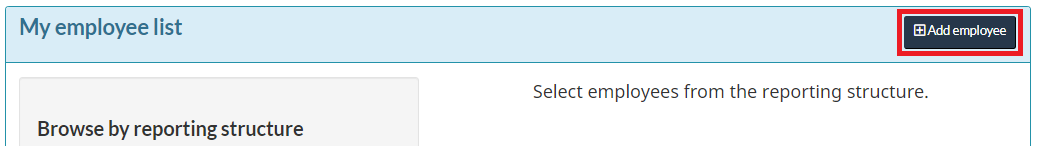 My employee list
Add employee
Select employees from the reporting structure.
Browse by reporting structure